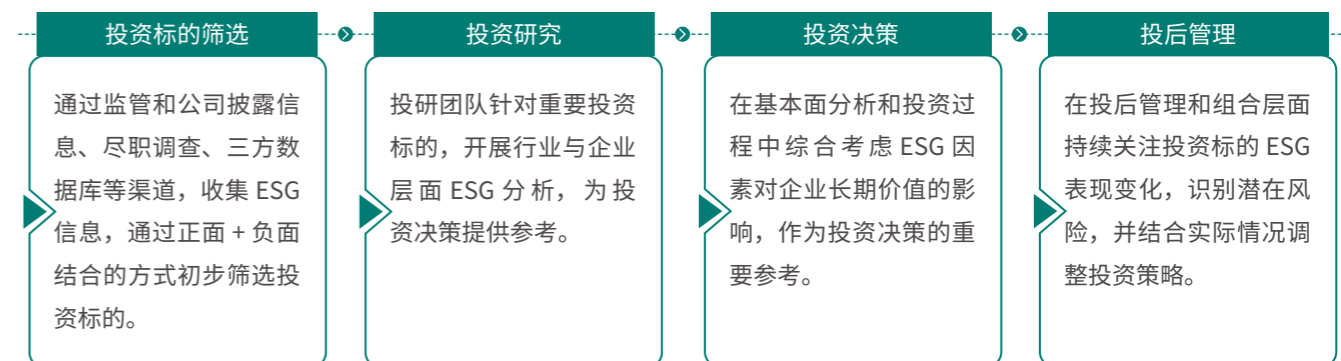 投资标的筛选
通过监管和公司披露信
息、尽职调查、三方数
据库等渠道，收集 ESG
信息，通过正面 + 负面
结合的方式初步筛选投
资标的。
投资研究
投研团队针对重要投资
标的，开展行业与企业
层面 ESG 分析，为投
资决策提供参考。
投资决策
在基本面分析和投资过
程中综合考虑 ESG 因
素对企业长期价值的影
响，作为投资决策的重
要参考。
投后管理
在投后管理和组合层面
持续关注投资标的 ESG
表现变化，识别潜在风
险，并结合实际情况调
整投资策略。